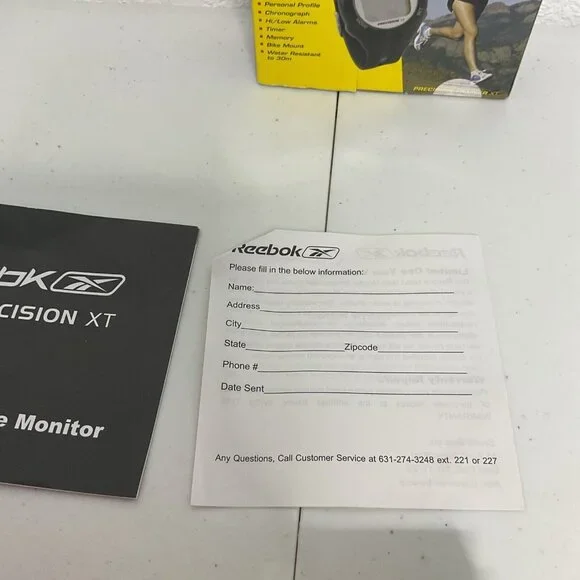 • Personal Profile
• Chronograph
• Hi/Low Alarms
• Timer
• Memory
• Bike Mount
• Water Resistant
to 30m
XT
Reebok
Please fill in the below information:
Name:
Address
City
State Zipcode
Phone #
Date Sent
Any Questions, Call Customer Service at 631-274-3248 ext. 221 or 227
bok
CISION XT
e Monitor